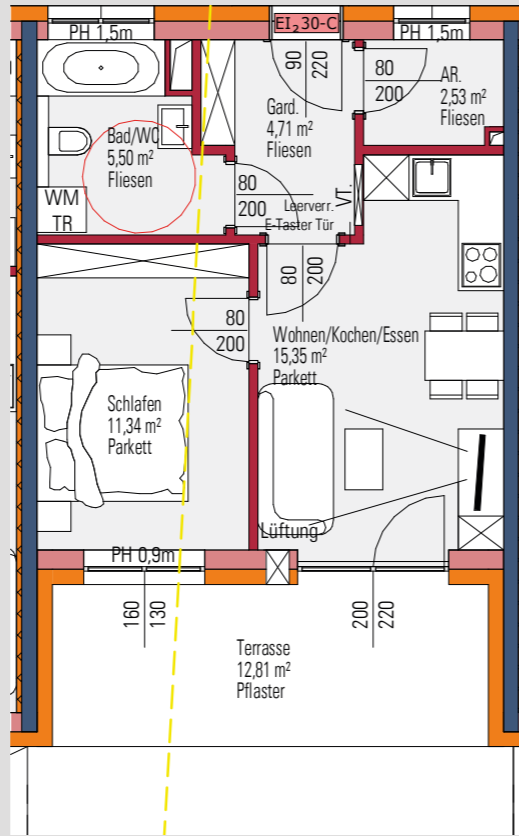 EI₂30-C
PH 1,5m
PH 1,5m
90
220
80
200
AR.
2,53 m²
Fliesen
Gard.
4,71 m²
Fliesen
Bad/WC
5,50 m²
Fliesen
WM
TR
80
200
Leerverr.
E-Taster Tür
VT.
80
200
80
200
Wohnen/Kochen/Essen
15,35 m²
Parkett
Schlafen
11,34 m²
Parkett
Lüftung
PH 0,9m
160
130
200
220
Terrasse
12,81 m²
Pflaster